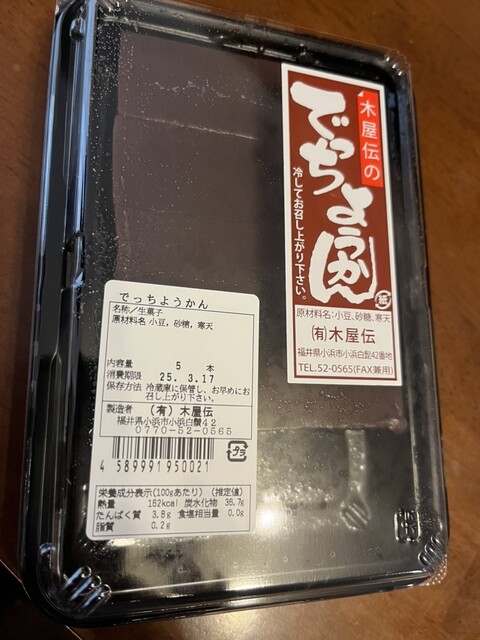 木屋伝の
でっちようかん
冷してお召し上がり下さい。
原材料名:小豆、砂糖、寒天
(有)木屋伝
福井県小浜市小浜白鬚42番地
TEL.52-0565(FAX兼用)
でっちようかん
名称/生菓子
原材料名 小豆，砂糖，寒天
内容量 5 本
消費期限 25. 3.17
保存方法 冷蔵庫に保管し、お早めにお
召し上がり下さい。
製造者 (有) 木屋伝
福井県小浜市小浜白鬚42
0770-52-0565
4 589991 950021
プラ
栄養成分表示(100gあたり) (推定値)
熱量 162kcal 炭水化物 36.7g
たんぱく質 3.8g 食塩相当量 0.0g
脂質 0.2g